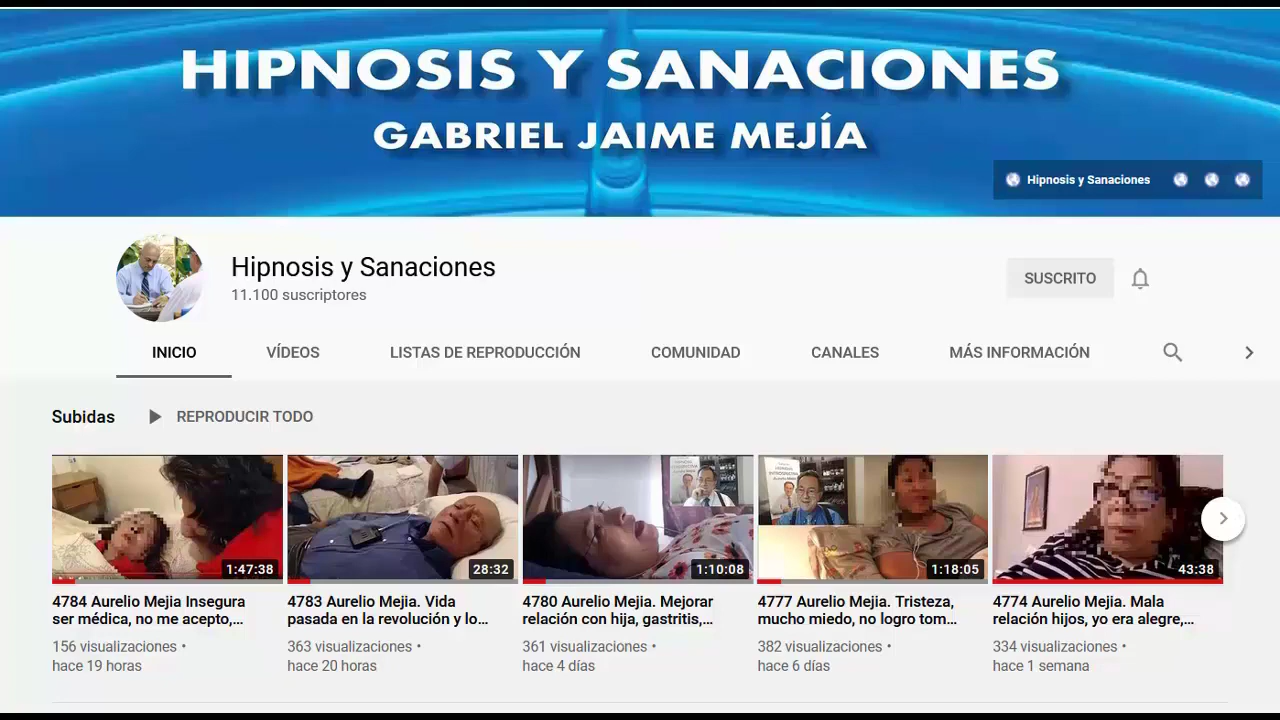 HIPNOSIS Y SANACIONES
GABRIEL JAIME MEJÍA
Hipnosis y Sanaciones
Hipnosis y Sanaciones
11.100 suscriptores
SUSCRITO
INICIO
VÍDEOS
LISTAS DE REPRODUCCIÓN
COMUNIDAD
CANALES
MÁS INFORMACIÓN
Subidas
REPRODUCIR TODO
1:47:38
4784 Aurelio Mejia Insegura
ser médica, no me acepto,...
156 visualizaciones •
hace 19 horas
28:32
4783 Aurelio Mejia. Vida
pasada en la revolución y lo...
363 visualizaciones •
hace 20 horas
1:10:08
4780 Aurelio Mejia. Mejorar
relación con hija, gastritis,...
361 visualizaciones •
hace 4 días
1:18:05
4777 Aurelio Mejia. Tristeza,
mucho miedo, no logro tom...
382 visualizaciones •
hace 6 días
43:38
4774 Aurelio Mejia. Mala
relación hijos, yo era alegre,...
334 visualizaciones •
hace 1 semana